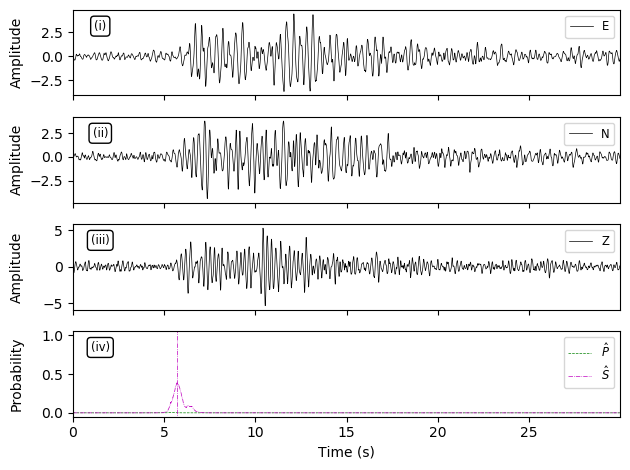 Amplitude
2.5
0.0
−2.5
(i)
E
Amplitude
2.5
0.0
−2.5
(ii)
N
Amplitude
5
0
−5
(iii)
Z
Probability
1.0
0.5
0.0
(iv)
P̂
Ŝ
0 5 10 15 20 25
Time (s)